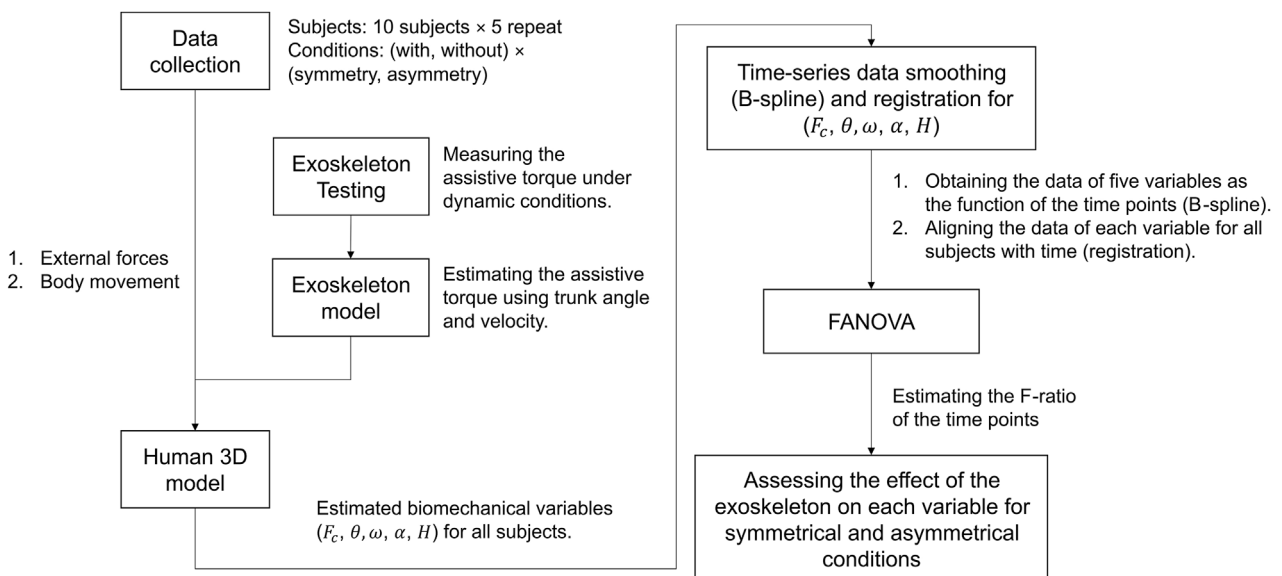 Data
collection
Subjects: 10 subjects × 5 repeat
Conditions: (with, without) ×
(symmetry, asymmetry)
Exoskeleton
Testing
Measuring the
assistive torque under
dynamic conditions.
1. External forces
2. Body movement
Exoskeleton
model
Estimating the assistive
torque using trunk angle
and velocity.
Human 3D
model
Estimated biomechanical variables
(F_c, θ, ω, α, H) for all subjects.
Time-series data smoothing
(B-spline) and registration for
(F_c, θ, ω, α, H)
1. Obtaining the data of five variables as
the function of the time points (B-spline).
2. Aligning the data of each variable for all
subjects with time (registration).
FANOVA
Estimating the F-ratio
of the time points
Assessing the effect of the
exoskeleton on each variable for
symmetrical and asymmetrical
conditions